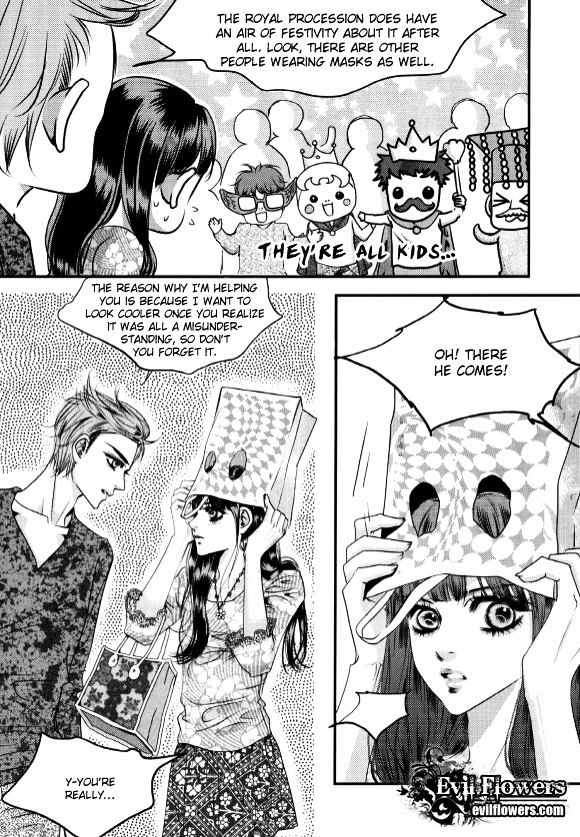 THE ROYAL PROCESSION DOES HAVE
AN AIR OF FESTIVITY ABOUT IT AFTER
ALL. LOOK, THERE ARE OTHER
PEOPLE WEARING MASKS AS WELL.
THEY'RE ALL KIDS...
THE REASON WHY I'M HELPING
YOU IS BECAUSE I WANT TO
LOOK COOLER ONCE YOU REALIZE
IT WAS ALL A MISUNDER-
STANDING, SO DON'T
YOU FORGET IT.
Y-YOU'RE
REALLY...
OH! THERE
HE COMES!
Evil Flowers
evilflowers.com